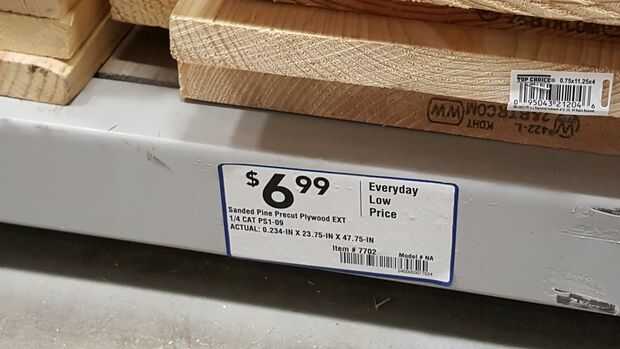 TOP CHOICE® 0.75x11.25x4
0 95043 21204 6
KDHT
WW
$6.99
Everyday
Low
Price
Sanded Pine Precut Plywood EXT
1/4 CAT PS1-09
ACTUAL: 0.234-IN X 23.75-IN X 47.75-IN
Item # 7702
Model # NA